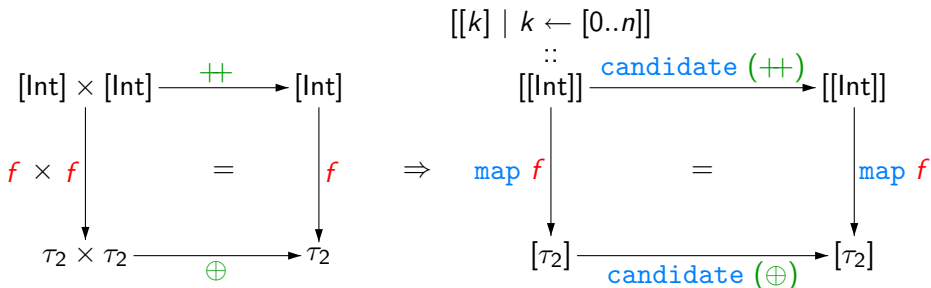 [[k] | k ← [0..n]]
::
[Int] × [Int] ++ [Int] [[Int]] candidate (++) [[Int]]
f × f = f ⇒ map f = map f
τ₂ × τ₂ ⊕ τ₂ [τ₂] candidate (⊕) [τ₂]